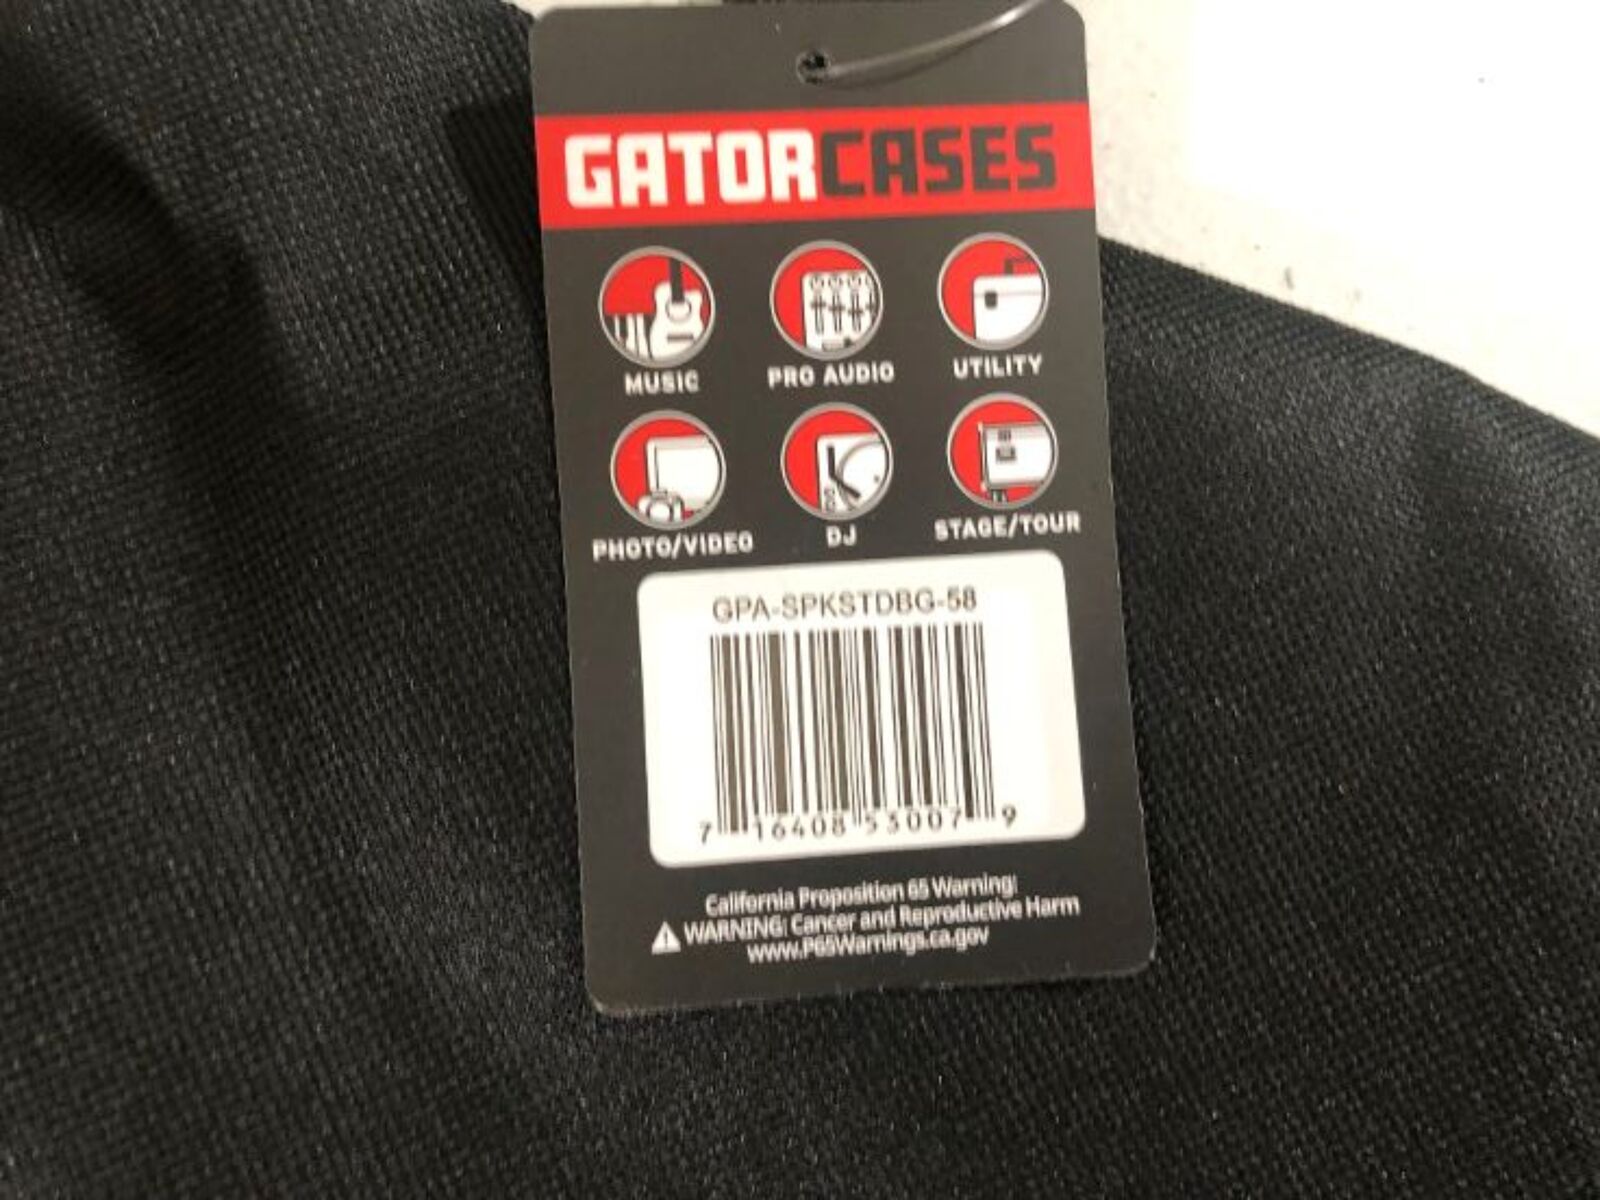 GATORCASES
MUSIC PRO AUDIO UTILITY
PHOTO/VIDEO DJ STAGE/TOUR
GPA-SPKSTDBG-58
7 16408 53007 9
California Proposition 65 Warning:
WARNING: Cancer and Reproductive Harm
www.P65Warnings.ca.gov